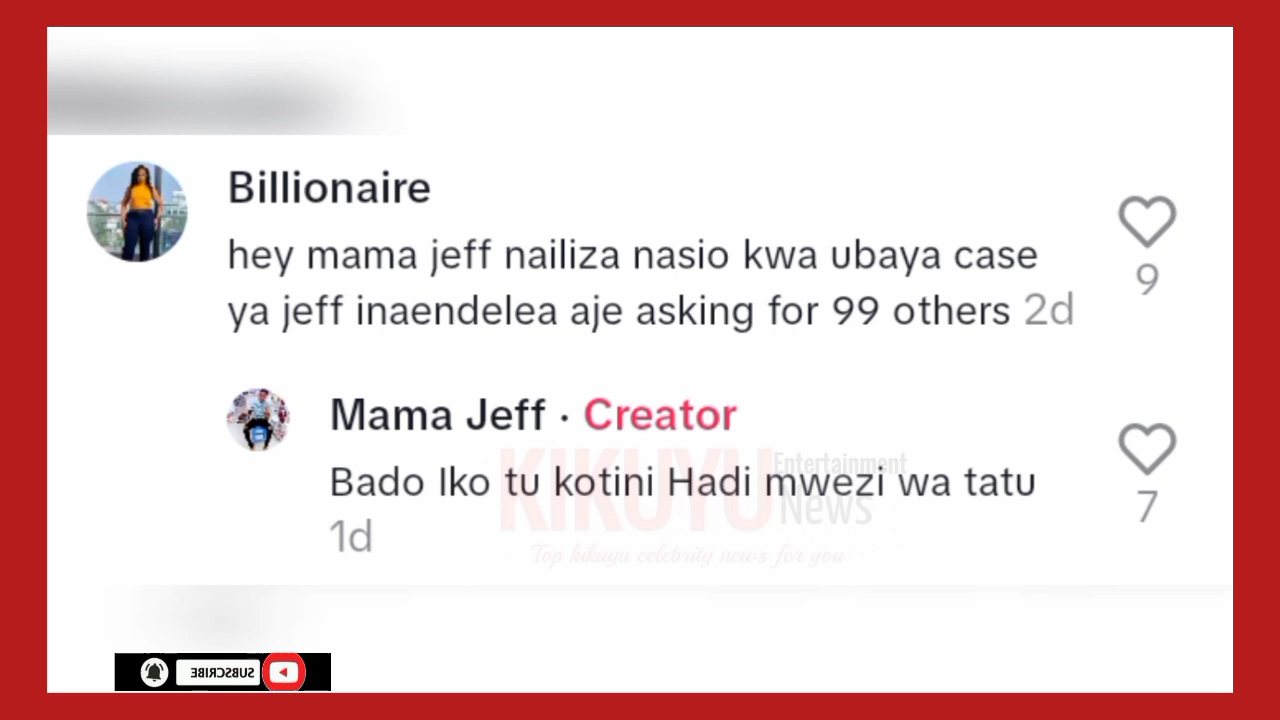 Billionaire
hey mama jeff nailiza nasio kwa ubaya case
ya jeff inaendelea aje asking for 99 others 2d
9
Mama Jeff · Creator
Bado Iko tu kotini Hadi mwezi wa tatu
1d
7
KIKUYU Entertainment News
Top kikuyu celebrity news for you
SUBSCRIBE